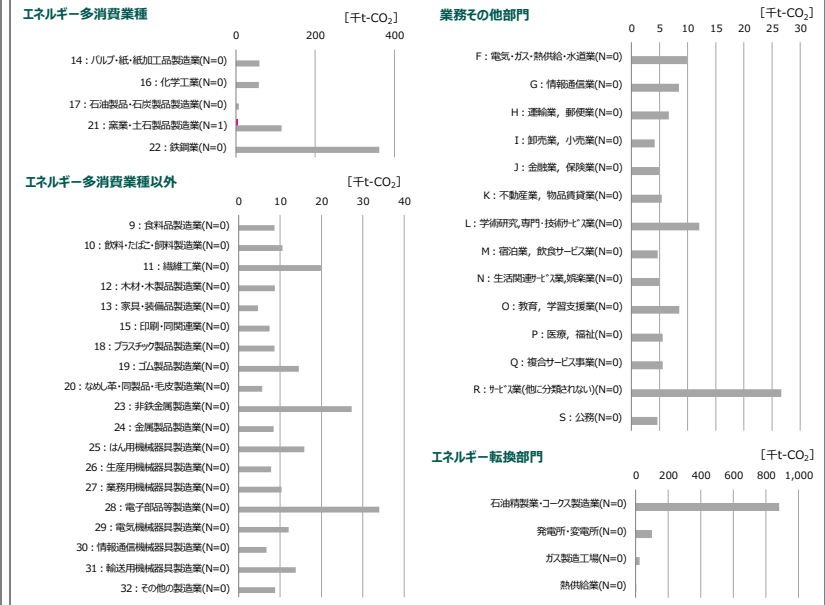 エネルギー多消費業種
[千t-CO₂]
0 200 400
14：パルプ・紙・紙加工品製造業(N=0)
16：化学工業(N=0)
17：石油製品・石炭製品製造業(N=0)
21：窯業・土石製品製造業(N=1)
22：鉄鋼業(N=0)
エネルギー多消費業種以外
[千t-CO₂]
0 10 20 30 40
9：食料品製造業(N=0)
10：飲料・たばこ・飼料製造業(N=0)
11：繊維工業(N=0)
12：木材・木製品製造業(N=0)
13：家具・装備品製造業(N=0)
15：印刷・同関連業(N=0)
18：プラスチック製品製造業(N=0)
19：ゴム製品製造業(N=0)
20：なめし革・同製品・毛皮製造業(N=0)
23：非鉄金属製造業(N=0)
24：金属製品製造業(N=0)
25：はん用機械器具製造業(N=0)
26：生産用機械器具製造業(N=0)
27：業務用機械器具製造業(N=0)
28：電子部品等製造業(N=0)
29：電気機械器具製造業(N=0)
30：情報通信機械器具製造業(N=0)
31：輸送用機械器具製造業(N=0)
32：その他の製造業(N=0)
業務その他部門
[千t-CO₂]
0 5 10 15 20 25 30
F：電気・ガス・熱供給・水道業(N=0)
G：情報通信業(N=0)
H：運輸業，郵便業(N=0)
I：卸売業，小売業(N=0)
J：金融業，保険業(N=0)
K：不動産業，物品賃貸業(N=0)
L：学術研究,専門・技術ｻｰﾋﾞｽ業(N=0)
M：宿泊業，飲食サービス業(N=0)
N：生活関連ｻｰﾋﾞｽ業,娯楽業(N=0)
O：教育，学習支援業(N=0)
P：医療，福祉(N=0)
Q：複合サービス事業(N=0)
R：ｻｰﾋﾞｽ業(他に分類されない)(N=0)
S：公務(N=0)
エネルギー転換部門
[千t-CO₂]
0 200 400 600 800 1,000
石油精製業・コークス製造業(N=0)
発電所・変電所(N=0)
ガス製造工場(N=0)
熱供給業(N=0)